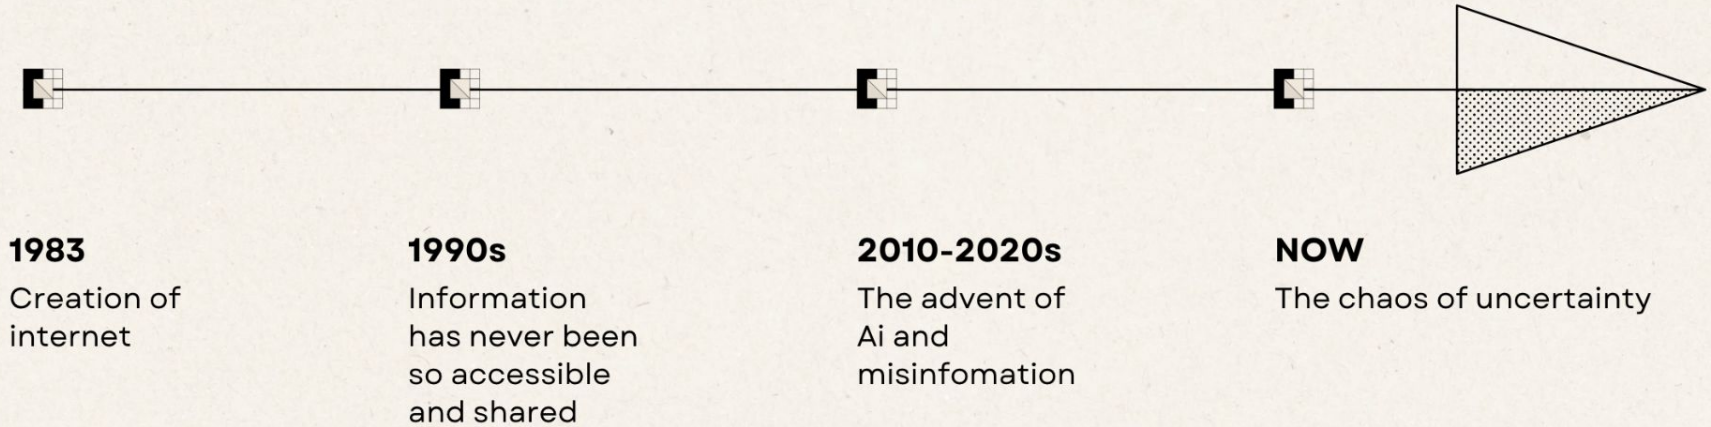 1983
Creation of
internet
1990s
Information
has never been
so accessible
and shared
2010-2020s
The advent of
Ai and
misinfomation
NOW
The chaos of uncertainty